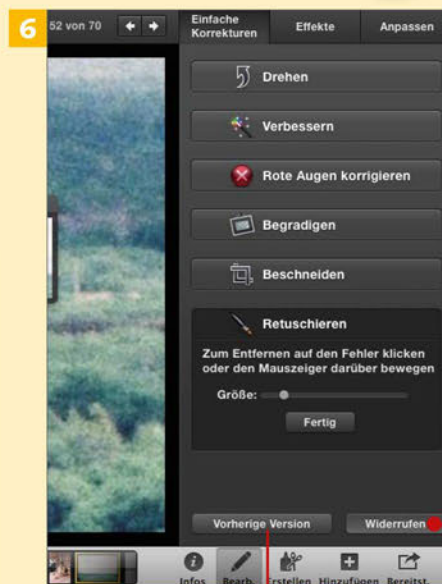 6
52 von 70
Einfache
Korrekturen
Effekte
Anpassen
Drehen
Verbessern
Rote Augen korrigieren
Begradigen
Beschneiden
Retuschieren
Zum Entfernen auf den Fehler klicken
oder den Mauszeiger darüber bewegen
Größe:
Fertig
Vorherige Version
Widerrufen
Infos
Bearb.
Erstellen
Hinzufügen
Bereitst.